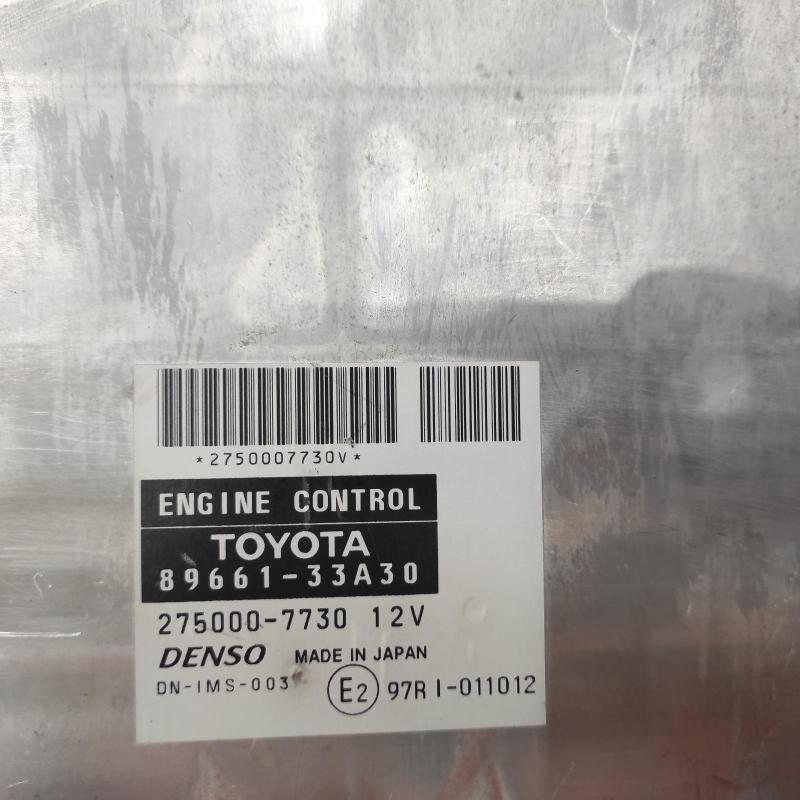 *2750007730V*
ENGINE CONTROL
TOYOTA
89661-33A30
275000-7730 12V
DENSO MADE IN JAPAN
DN-IMS-003 E2 97R I-011012